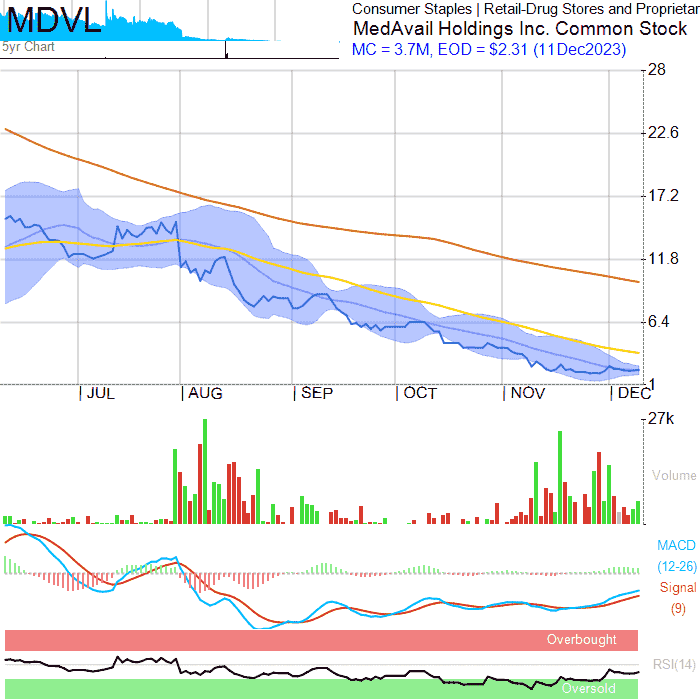 MDVL
Consumer Staples | Retail-Drug Stores and Proprietar
MedAvail Holdings Inc. Common Stock
5yr Chart
MC = 3.7M, EOD = $2.31 (11Dec2023)
28
22.6
17.2
11.8
6.4
1
| JUL | AUG | SEP | OCT | NOV | DEC
27k
Volume
MACD
(12-26)
Signal
(9)
Overbought
RSI(14)
Oversold